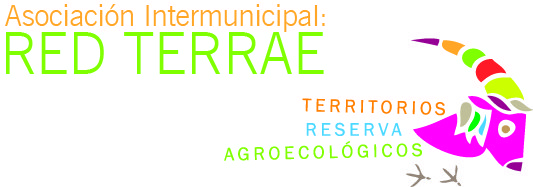 Asociación Intermunicipal:
RED TERRAE
TERRITORIOS
RESERVA
AGROECOLÓGICOS